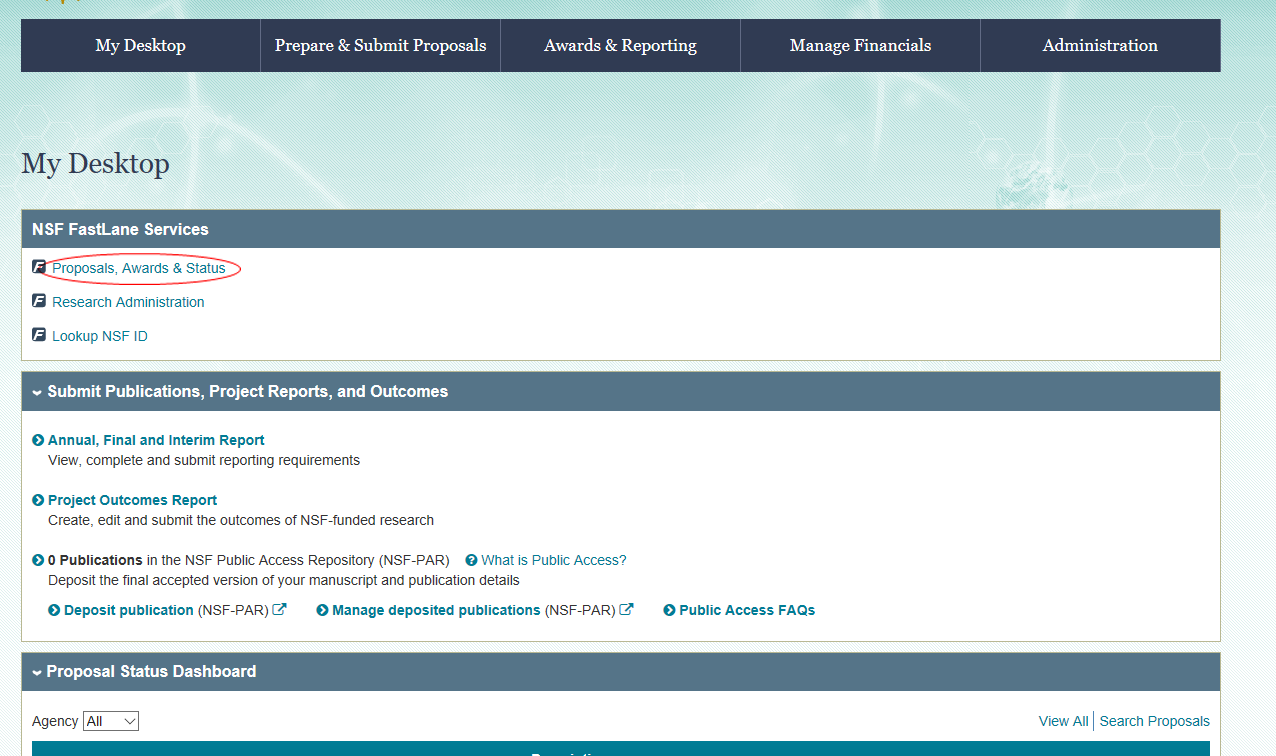 My Desktop
Prepare & Submit Proposals
Awards & Reporting
Manage Financials
Administration
My Desktop
NSF FastLane Services
Proposals, Awards & Status
Research Administration
Lookup NSF ID
Submit Publications, Project Reports, and Outcomes
Annual, Final and Interim Report
View, complete and submit reporting requirements
Project Outcomes Report
Create, edit and submit the outcomes of NSF-funded research
0 Publications in the NSF Public Access Repository (NSF-PAR) What is Public Access?
Deposit the final accepted version of your manuscript and publication details
Deposit publication (NSF-PAR) Manage deposited publications (NSF-PAR) Public Access FAQs
Proposal Status Dashboard
Agency All View All Search Proposals